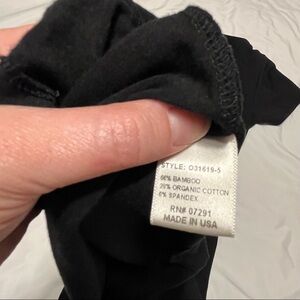 STYLE: O31619-5
66% BAMBOO
28% ORGANIC COTTON
6% SPANDEX
RN# 07291
MADE IN USA